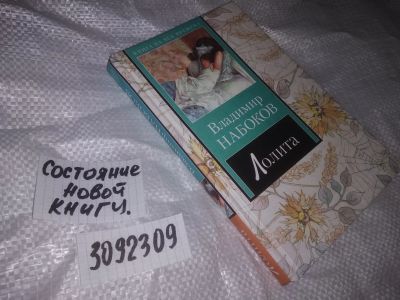 Владимир
НАБОКОВ
Лолита
Состояние
новой
книги.
3092309